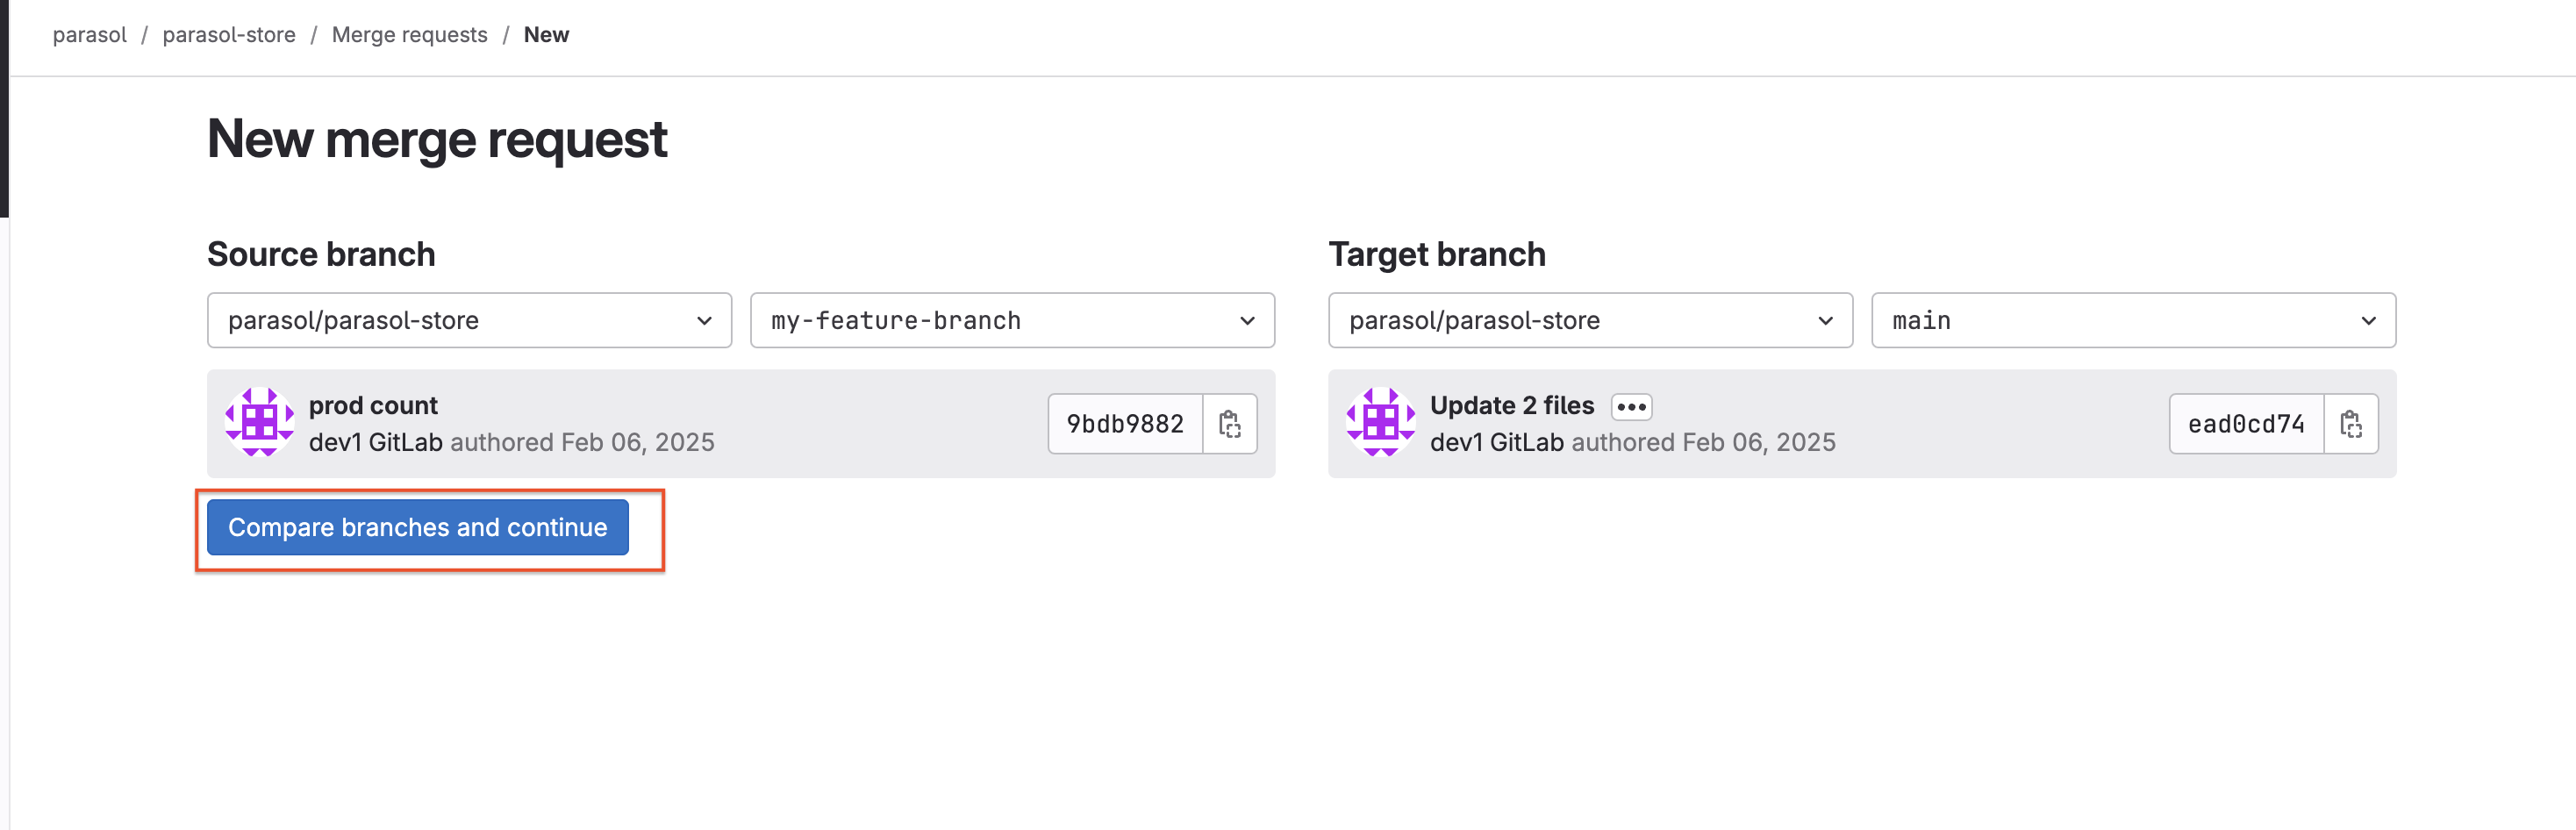 parasol / parasol-store / Merge requests / New
New merge request
Source branch
parasol/parasol-store
my-feature-branch
prod count
dev1 GitLab authored Feb 06, 2025
9bdb9882
Target branch
parasol/parasol-store
main
Update 2 files
dev1 GitLab authored Feb 06, 2025
ead0cd74
Compare branches and continue